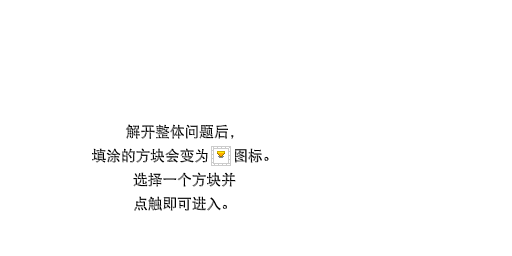 解开整体问题后，
填涂的方块会变为图标。
选择一个方块并
点触即可进入。